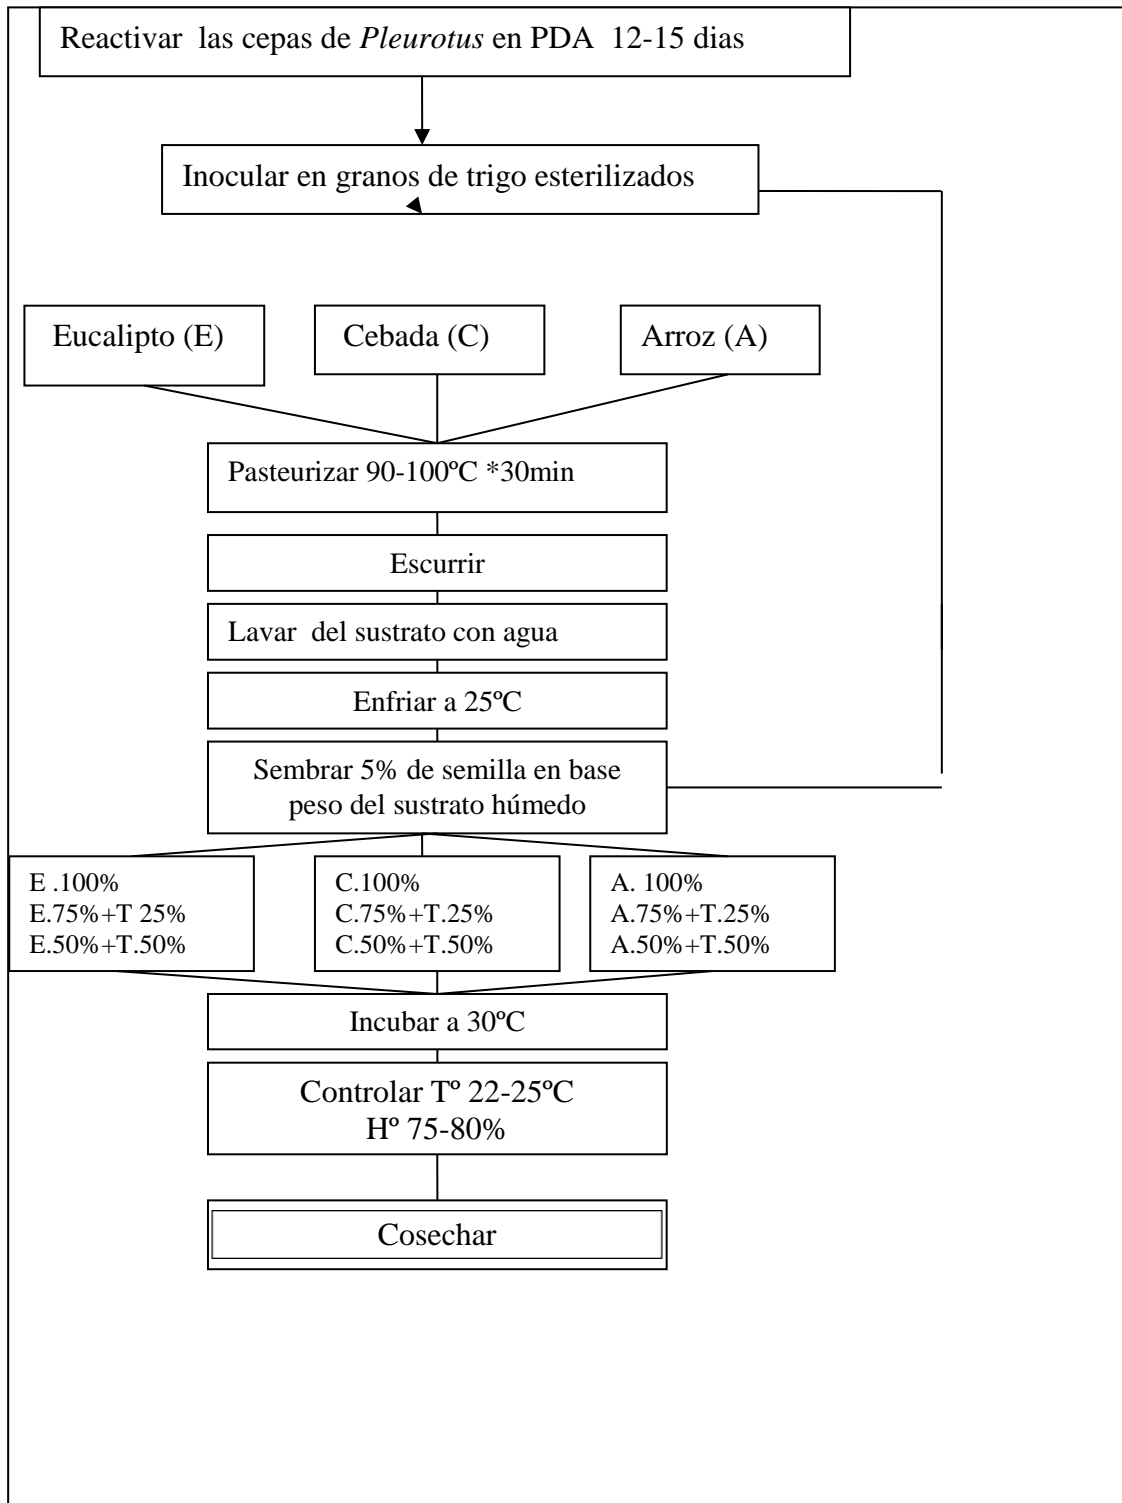 Reactivar las cepas de Pleurotus en PDA 12-15 dias
Inocular en granos de trigo esterilizados
Eucalipto (E)
Cebada (C)
Arroz (A)
Pasteurizar 90-100ºC *30min
Escurrir
Lavar del sustrato con agua
Enfriar a 25ºC
Sembrar 5% de semilla en base
peso del sustrato húmedo
E .100%
E.75%+T 25%
E.50%+T.50%
C.100%
C.75%+T.25%
C.50%+T.50%
A. 100%
A.75%+T.25%
A.50%+T.50%
Incubar a 30ºC
Controlar Tº 22-25ºC
Hº 75-80%
Cosechar